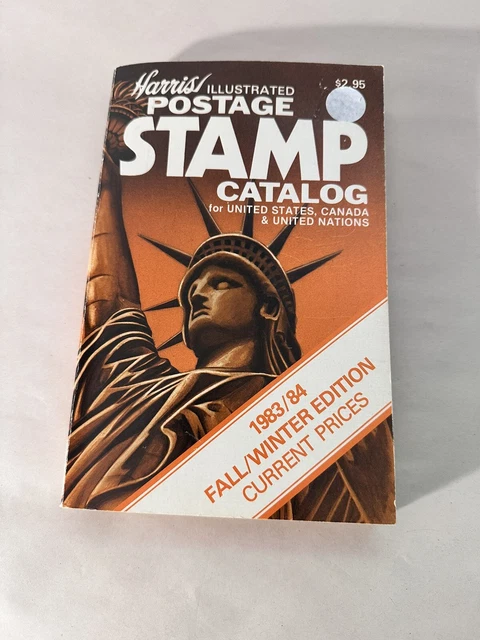 Harris ILLUSTRATED
$2.95
POSTAGE
STAMP
CATALOG
for UNITED STATES, CANADA
& UNITED NATIONS
1983/84
FALL/WINTER EDITION
CURRENT PRICES